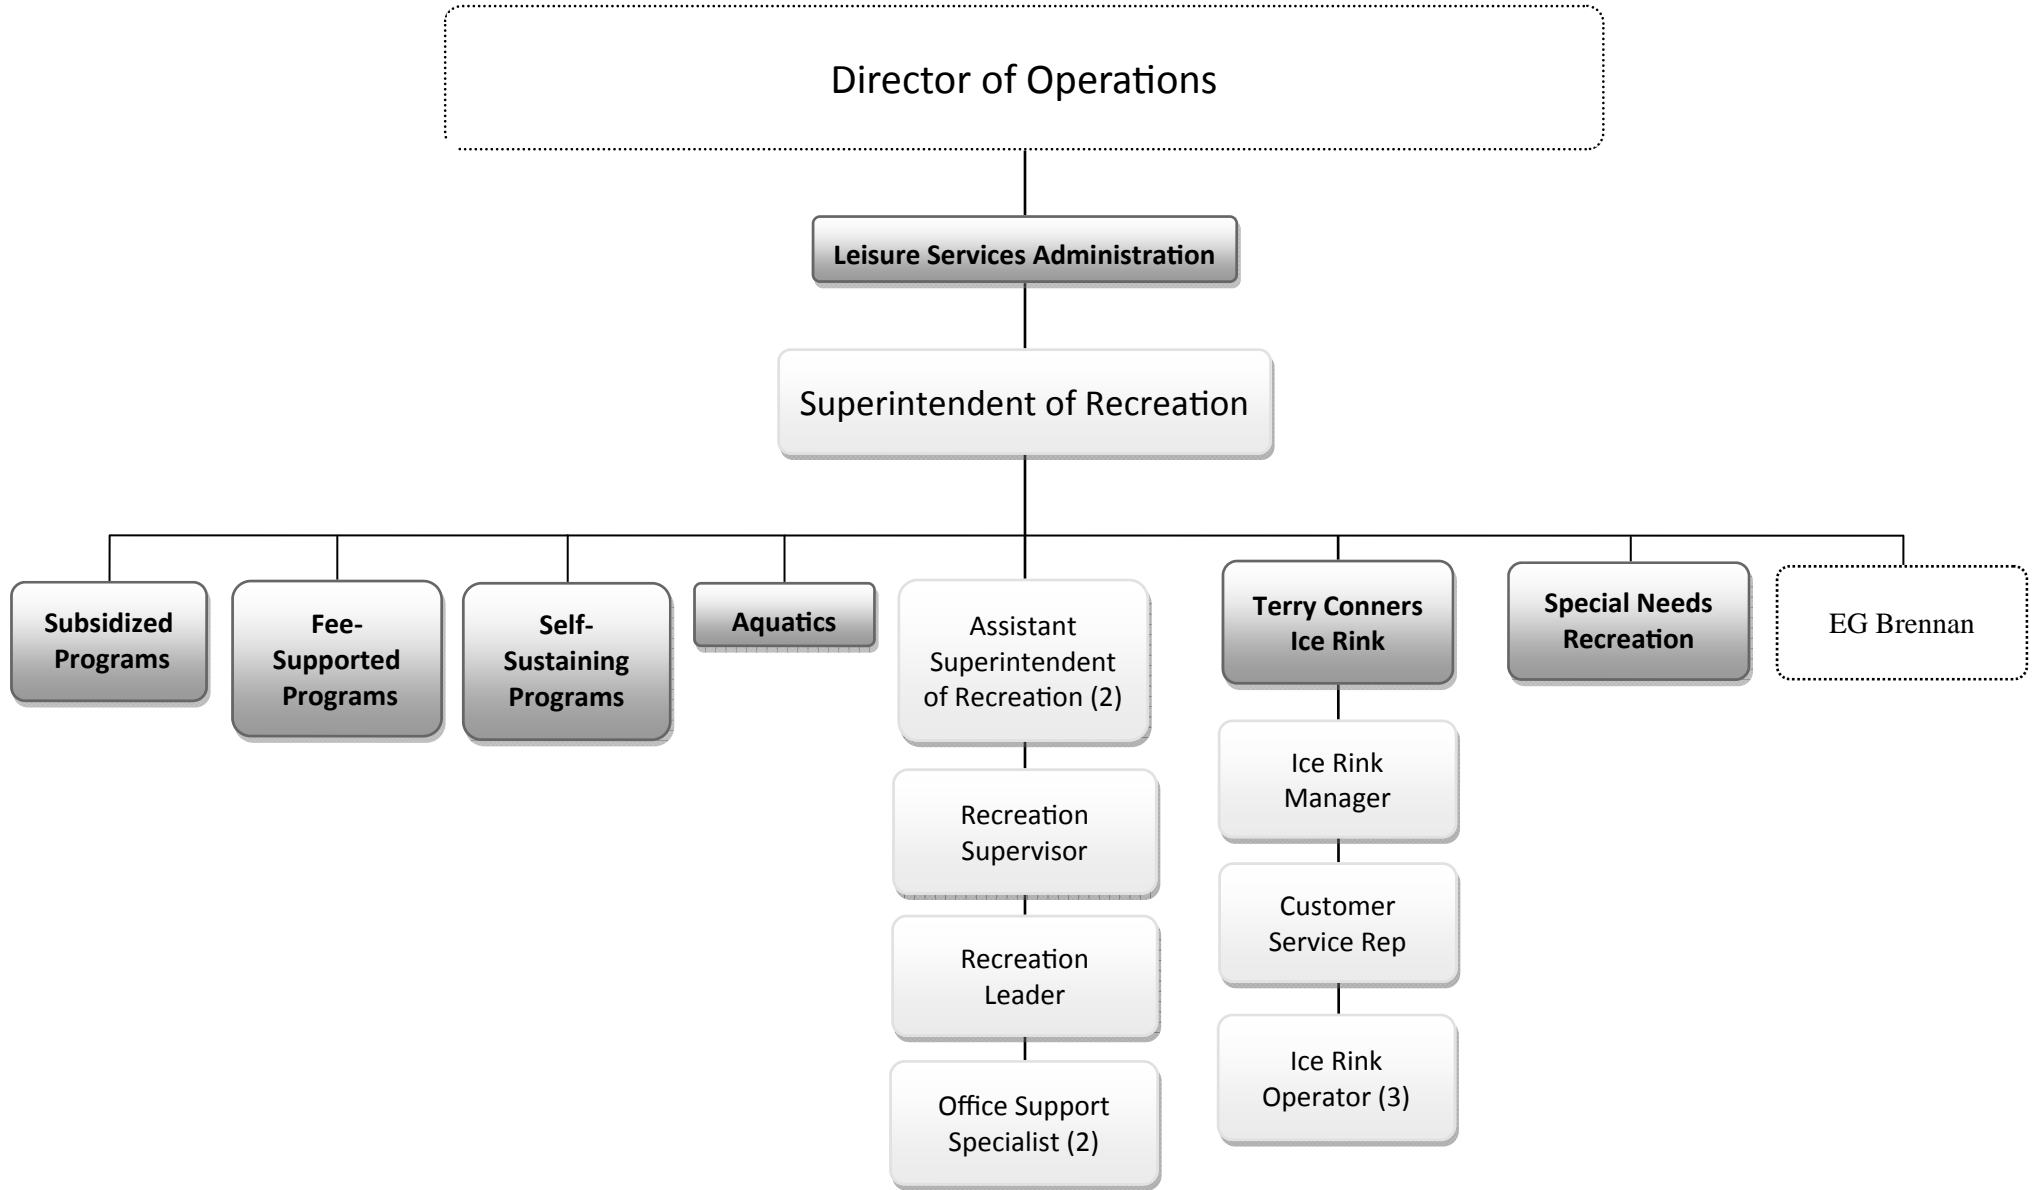 Director of Operations
Leisure Services Administration
Superintendent of Recreation
Subsidized
Programs
Fee-
Supported
Programs
Self-
Sustaining
Programs
Aquatics
Assistant
Superintendent
of Recreation (2)
Recreation
Supervisor
Recreation
Leader
Office Support
Specialist (2)
Terry Conners
Ice Rink
Ice Rink
Manager
Customer
Service Rep
Ice Rink
Operator (3)
Special Needs
Recreation
EG Brennan